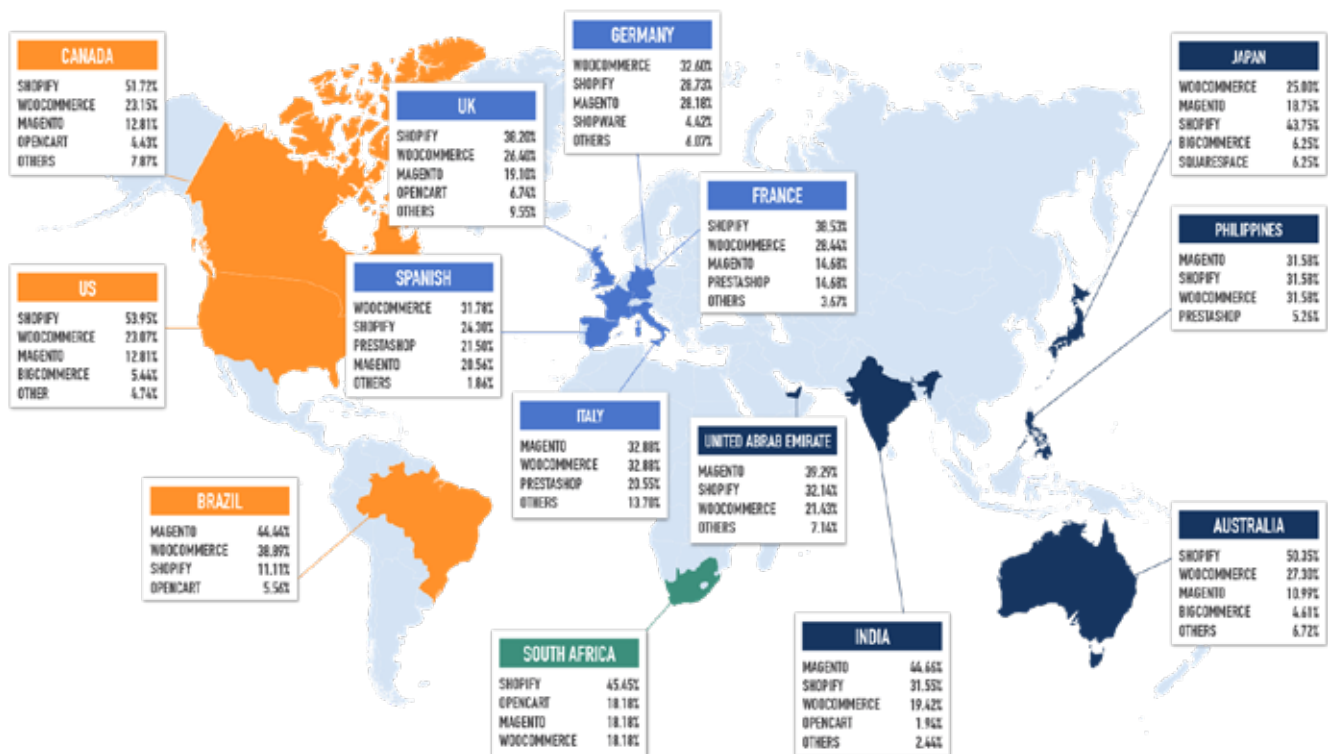 CANADA
SHOPIFY 51.72%
WOOCOMMERCE 23.15%
MAGENTO 12.81%
OPENCART 4.43%
OTHERS 7.87%
US
SHOPIFY 53.95%
WOOCOMMERCE 23.07%
MAGENTO 12.81%
BIGCOMMERCE 5.44%
OTHER 4.74%
BRAZIL
MAGENTO 44.44%
WOOCOMMERCE 38.89%
SHOPIFY 11.11%
OPENCART 5.56%
UK
SHOPIFY 38.20%
WOOCOMMERCE 26.40%
MAGENTO 19.10%
OPENCART 6.74%
OTHERS 9.55%
SPANISH
WOOCOMMERCE 31.78%
SHOPIFY 24.30%
PRESTASHOP 21.50%
MAGENTO 20.56%
OTHERS 1.86%
GERMANY
WOOCOMMERCE 32.60%
SHOPIFY 28.73%
MAGENTO 28.18%
SHOPWARE 4.42%
OTHERS 6.07%
FRANCE
SHOPIFY 38.53%
WOOCOMMERCE 28.44%
MAGENTO 14.68%
PRESTASHOP 14.68%
OTHERS 3.67%
ITALY
MAGENTO 32.88%
WOOCOMMERCE 32.88%
PRESTASHOP 20.55%
OTHERS 13.70%
UNITED ABRAB EMIRATE
MAGENTO 39.29%
SHOPIFY 32.14%
WOOCOMMERCE 21.43%
OTHERS 7.14%
SOUTH AFRICA
SHOPIFY 45.45%
OPENCART 18.18%
MAGENTO 18.18%
WOOCOMMERCE 18.18%
INDIA
MAGENTO 44.66%
SHOPIFY 31.55%
WOOCOMMERCE 19.42%
OPENCART 1.94%
OTHERS 2.44%
JAPAN
WOOCOMMERCE 25.00%
MAGENTO 18.75%
SHOPIFY 43.75%
BIGCOMMERCE 6.25%
SQUARESPACE 6.25%
PHILIPPINES
MAGENTO 31.58%
SHOPIFY 31.58%
WOOCOMMERCE 31.58%
PRESTASHOP 5.26%
AUSTRALIA
SHOPIFY 50.35%
WOOCOMMERCE 27.30%
MAGENTO 10.99%
BIGCOMMERCE 4.61%
OTHERS 6.72%